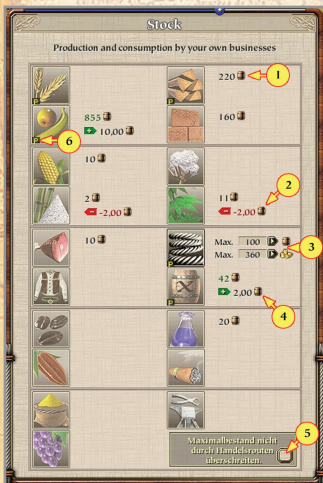 Stock
Production and consumption by your own businesses
220 1
P P
855 160
6 10,00
P
10
2 11 2
-2,00 -2,00
10 Max. 100
Max. 360 3
P
42
2,00
P
4
20
Maximalbestand nicht
durch Handelsrouten
überschreiten.
5